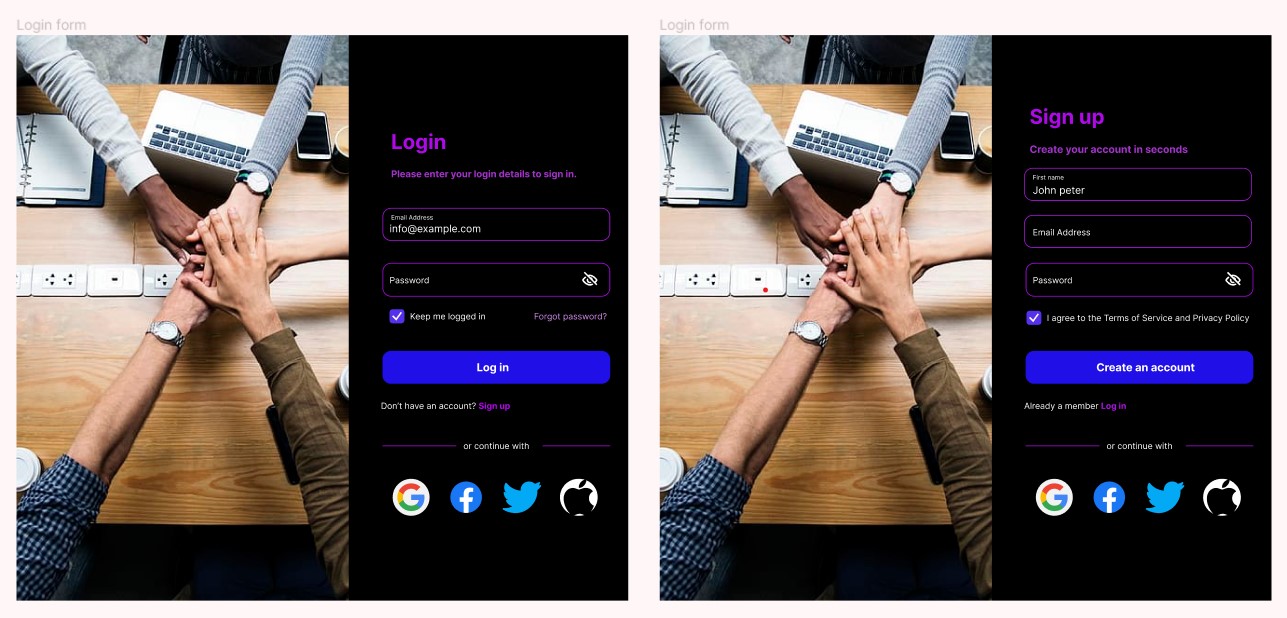 Login form
Login
Please enter your login details to sign in.
Email Address
info@example.com
Password
Keep me logged in
Forgot password?
Log in
Don't have an account? Sign up
or continue with
Login form
Sign up
Create your account in seconds
First name
John peter
Email Address
Password
I agree to the Terms of Service and Privacy Policy
Create an account
Already a member Log in
or continue with